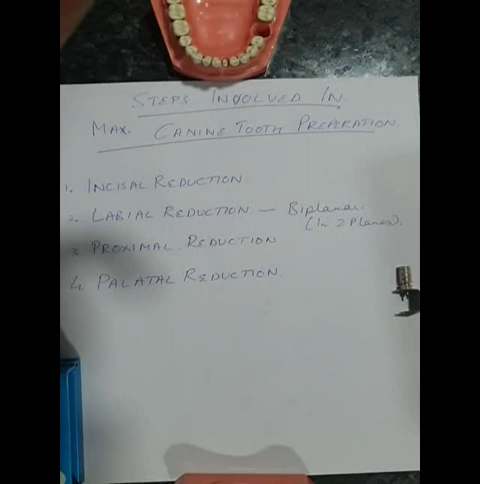 STEPS INVOLVED IN
MAX. CANINE TOOTH PREPERATION.
1. INCISAL REDUCTION
2. LABIAL REDUCTION — Biplanar.
(In 2 Planes).
3. PROXIMAL REDUCTION
4. PALATAL REDUCTION.